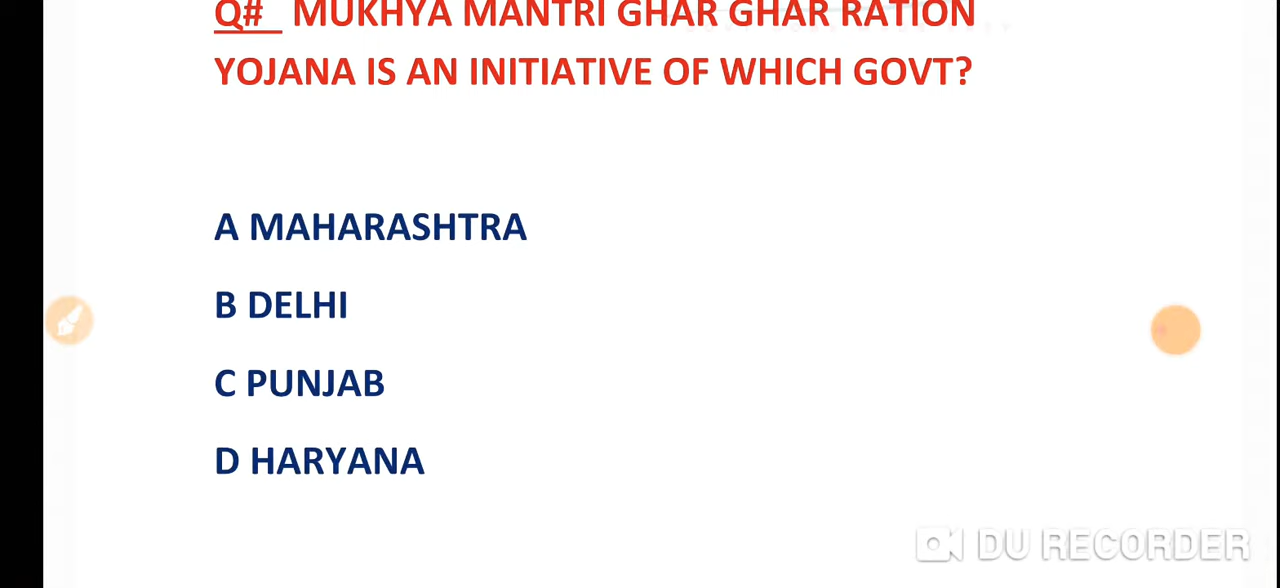 Q# MUKHYA MANTRI GHAR GHAR RATION
YOJANA IS AN INITIATIVE OF WHICH GOVT?
A MAHARASHTRA
B DELHI
C PUNJAB
D HARYANA
DU RECORDER